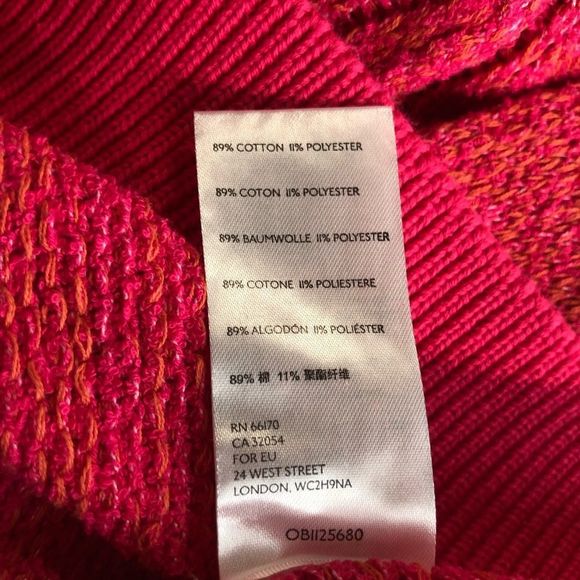 89% COTTON 11% POLYESTER
89% COTON 11% POLYESTER
89% BAUMWOLLE 11% POLYESTER
89% COTONE 11% POLIESTERE
89% ALGODÓN 11% POLIÉSTER
89% 棉 11% 聚酯纤维
RN 66170
CA 32054
FOR EU
24 WEST STREET
LONDON, WC2H9NA
OB1125680